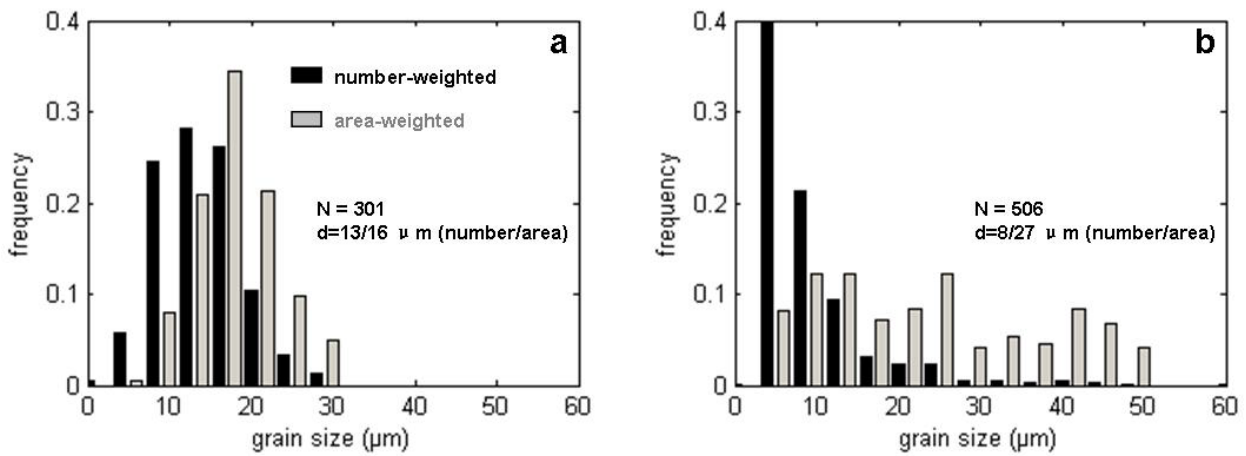 a
number-weighted
area-weighted
N = 301
d=13/16 μm (number/area)
frequency
0.4
0.3
0.2
0.1
0
0 10 20 30 40 50 60
grain size (μm)
b
N = 506
d=8/27 μm (number/area)
frequency
0.4
0.3
0.2
0.1
0
0 10 20 30 40 50 60
grain size (μm)